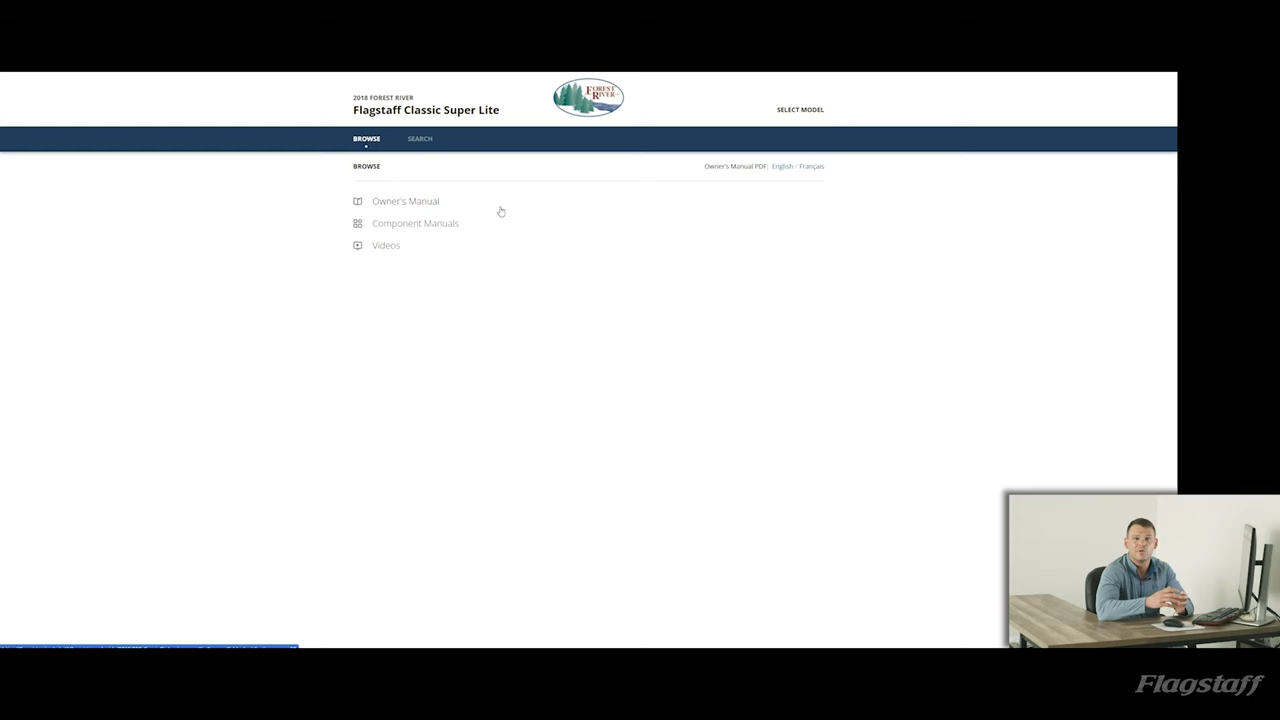 2018 FOREST RIVER
Flagstaff Classic Super Lite
FOREST RIVER
SELECT MODEL
BROWSE SEARCH
BROWSE
Owner's Manual PDF: English / Français
Owner's Manual
Component Manuals
Videos
Flagstaff